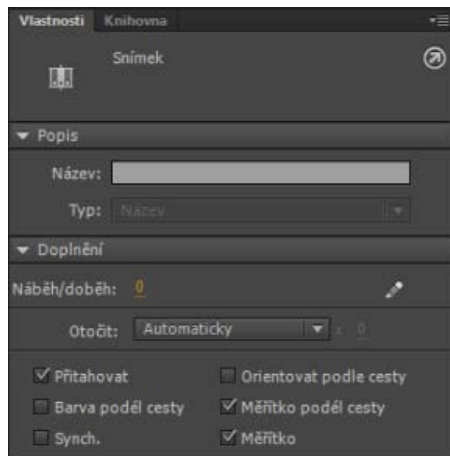 Vlastnosti Knihovna
Snímek
Popis
Název:
Typ: Název
Doplnění
Náběh/doběh: 0
Otočit: Automaticky x 0
Přitahovat Orientovat podle cesty
Barva podél cesty Měřítko podél cesty
Synch. Měřítko